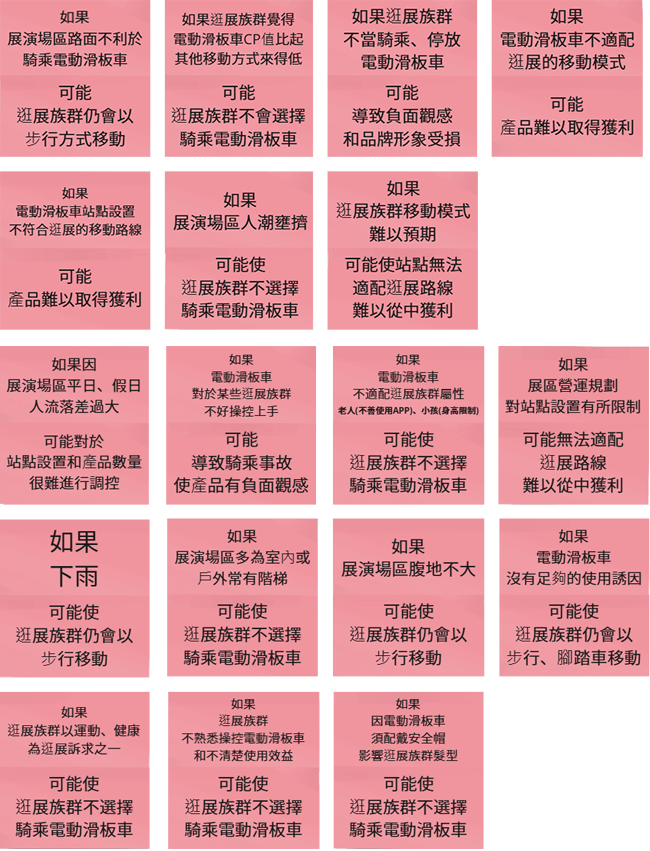 如果
展演場區路面不利於
騎乘電動滑板車
可能
逛展族群仍會以
步行方式移動
如果逛展族群覺得
電動滑板車CP值比起
其他移動方式來得低
可能
逛展族群不會選擇
騎乘電動滑板車
如果逛展族群
不當騎乘、停放
電動滑板車
可能
導致負面觀感
和品牌形象受損
如果
電動滑板車不適配
逛展的移動模式
可能
產品難以取得獲利
如果
電動滑板車站點設置
不符合逛展的移動路線
可能
產品難以取得獲利
如果
展演場區人潮壅擠
可能使
逛展族群不選擇
騎乘電動滑板車
如果
逛展族群移動模式
難以預期
可能使站點無法
適配逛展路線
難以從中獲利
如果因
展演場區平日、假日
人流落差過大
可能對於
站點設置和產品數量
很難進行調控
如果
電動滑板車
對於某些逛展族群
不好操控上手
可能
導致騎乘事故
使產品有負面觀感
如果
電動滑板車
不適配逛展族群屬性
老人(不善使用APP)、小孩(身高限制)
可能使
逛展族群不選擇
騎乘電動滑板車
如果
展區營運規劃
對站點設置有所限制
可能無法適配
逛展路線
難以從中獲利
如果
下雨
可能使
逛展族群仍會以
步行移動
如果
展演場區多為室內或
戶外常有階梯
可能使
逛展族群不選擇
騎乘電動滑板車
如果
展演場區腹地不大
可能使
逛展族群仍會以
步行移動
如果
電動滑板車
沒有足夠的使用誘因
可能使
逛展族群仍會以
步行、腳踏車移動
如果
逛展族群以運動、健康
為逛展訴求之一
可能使
逛展族群不選擇
騎乘電動滑板車
如果
逛展族群
不熟悉操控電動滑板車
和不清楚使用效益
可能使
逛展族群不選擇
騎乘電動滑板車
如果
因電動滑板車
須配戴安全帽
影響逛展族群髮型
可能使
逛展族群不選擇
騎乘電動滑板車